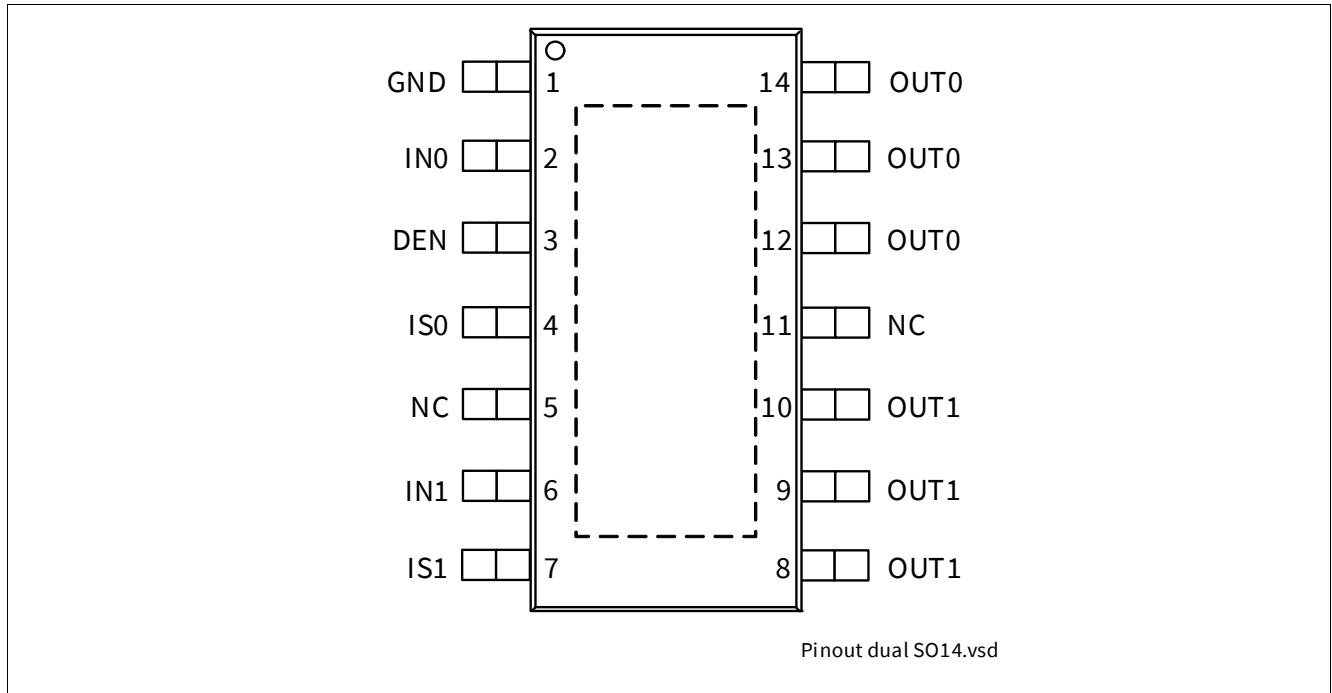 GND 1 14 OUT0
IN0 2 13 OUT0
DEN 3 12 OUT0
IS0 4 11 NC
NC 5 10 OUT1
IN1 6 9 OUT1
IS1 7 8 OUT1
Pinout dual SO14.vsd